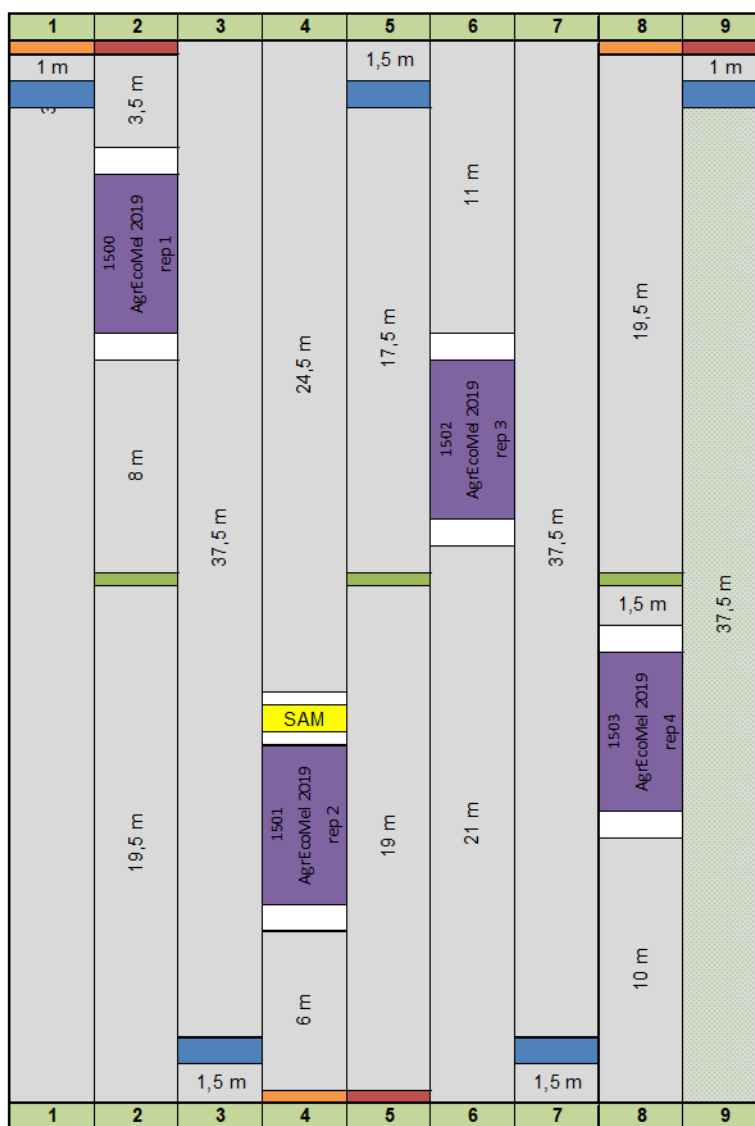 1 2 3 4 5 6 7 8 9
1 m
3,5 m
1,5 m
1 m
11 m
1500
AgrEcoMel 2019
rep 1
24,5 m
17,5 m
19,5 m
1502
AgrEcoMel 2019
rep 3
8 m
37,5 m
37,5 m
37,5 m
1,5 m
SAM
1503
AgrEcoMel 2019
rep 4
1501
AgrEcoMel 2019
rep 2
19,5 m
19 m
21 m
10 m
6 m
1,5 m
1,5 m
1 2 3 4 5 6 7 8 9